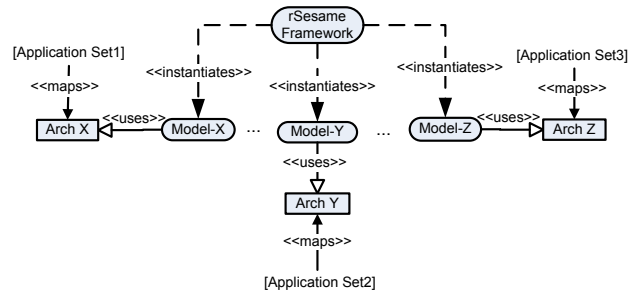 rSesame
Framework
[Application Set1]
[Application Set3]
<<instantiates>>
<<instantiates>>
<<instantiates>>
<<maps>>
<<maps>>
<<uses>>
<<uses>>
Arch X
Model-X
...
Model-Y
...
Model-Z
Arch Z
<<uses>>
Arch Y
<<maps>>
[Application Set2]